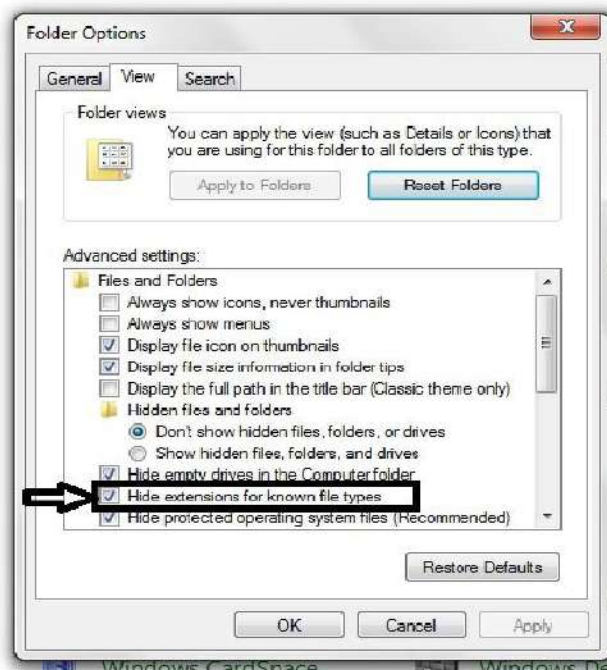 Folder Options
General
View
Search
Folder views
You can apply the view (such as Details or Icons) that
you are using for this folder to all folders of this type.
Apply to Folders
Reset Folders
Advanced settings:
Files and Folders
Always show icons, never thumbnails
Always show menus
Display file icon on thumbnails
Display file size information in folder tips
Display the full path in the title bar (Classic theme only)
Hidden files and folders
Don't show hidden files, folders, or drives
Show hidden files, folders, and drives
Hide empty drives in the Computer folder
Hide extensions for known file types
Hide protected operating system files (Recommended)
Restore Defaults
OK
Cancel
Apply
Windows CardSpace
Windows De